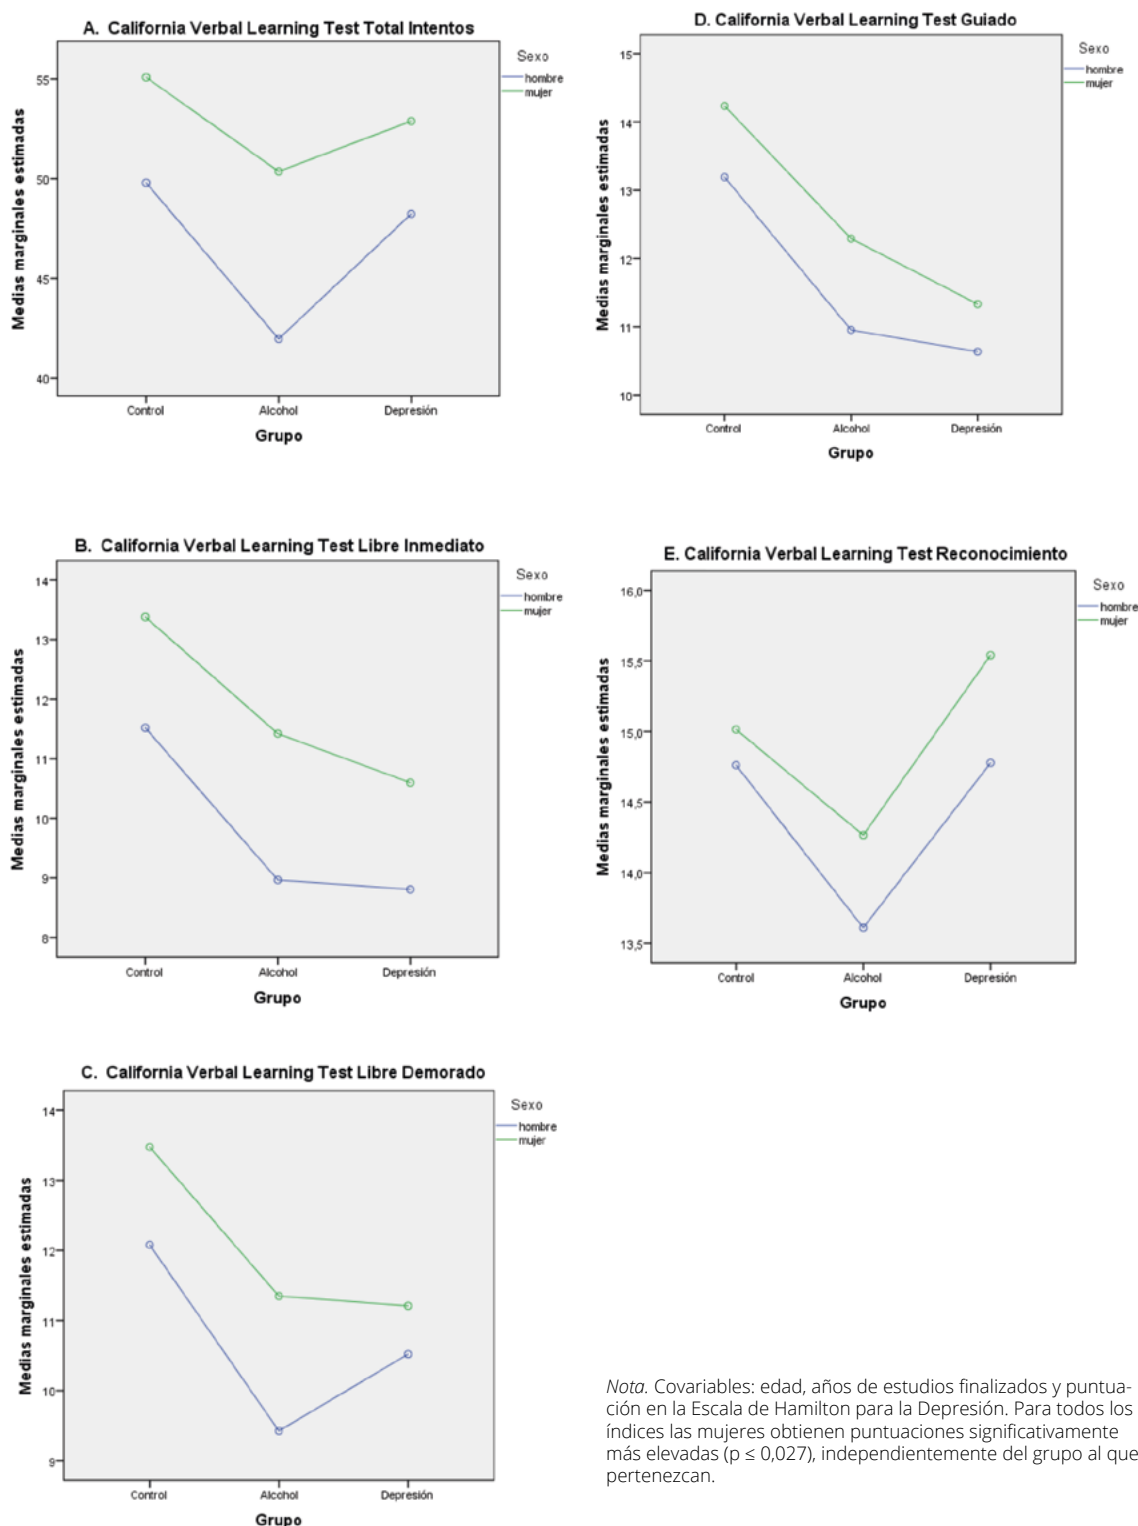 A. California Verbal Learning Test Total Intentos
Sexo
hombre
mujer
Medias marginales estimadas
55
50
45
40
Control Alcohol Depresión
Grupo
B. California Verbal Learning Test Libre Inmediato
Sexo
hombre
mujer
Medias marginales estimadas
14
13
12
11
10
9
8
Control Alcohol Depresión
Grupo
C. California Verbal Learning Test Libre Demorado
Sexo
hombre
mujer
Medias marginales estimadas
14
13
12
11
10
9
Control Alcohol Depresión
Grupo
D. California Verbal Learning Test Guiado
Sexo
hombre
mujer
Medias marginales estimadas
15
14
13
12
11
10
Control Alcohol Depresión
Grupo
E. California Verbal Learning Test Reconocimiento
Sexo
hombre
mujer
Medias marginales estimadas
16,0
15,5
15,0
14,5
14,0
13,5
Control Alcohol Depresión
Grupo
Nota. Covariables: edad, años de estudios finalizados y puntua-
ción en la Escala de Hamilton para la Depresión. Para todos los
índices las mujeres obtienen puntuaciones significativamente
más elevadas (p ≤ 0,027), independientemente del grupo al que
pertenezcan.